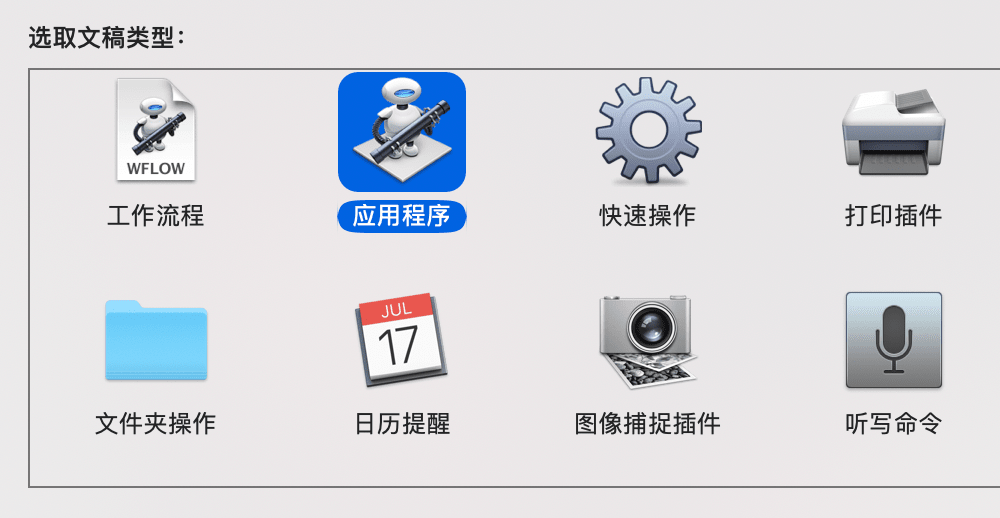 选取文稿类型：
WFLOW
工作流程
应用程序
快速操作
打印插件
JUL
17
文件夹操作
日历提醒
图像捕捉插件
听写命令